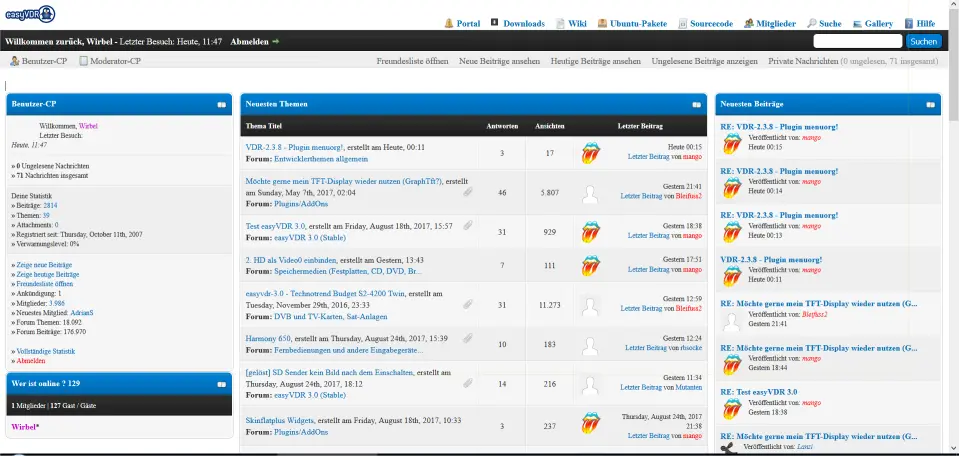 easyVDR
Portal Downloads Wiki Ubuntu-Pakete Sourcecode Mitglieder Suche Gallery Hilfe
Willkommen zurück, Wirbel - Letzter Besuch: Heute, 11:47 Abmelden
Suchen
Benutzer-CP Moderator-CP
Freundesliste öffnen Neue Beiträge ansehen Heutige Beiträge ansehen Ungelesene Beiträge anzeigen Private Nachrichten (0 ungelesen, 71 insgesamt)
Benutzer-CP
Willkommen, Wirbel
Letzter Besuch:
Heute, 11:47
» 0 Ungelesene Nachrichten
» 71 Nachrichten insgesamt
Deine Statistik
» Beiträge: 2814
» Themen: 39
» Attachments: 0
» Registriert seit: Thursday, October 11th, 2007
» Verwarnungslevel: 0%
» Zeige neue Beiträge
» Zeige heutige Beiträge
» Freundesliste öffnen
» Ankündigung: 1
» Mitglieder: 3.986
» Neuestes Mitglied: AdrianS
» Forum Themen: 18.092
» Forum Beiträge: 176.970
» Vollständige Statistik
» Abmelden
Wer ist online ? 129
1 Mitglieder | 127 Gast / Gäste
Wirbel*
Neuesten Themen
Thema Titel Antworten Ansichten Letzter Beitrag
VDR-2.3.8 - Plugin menuorg!, erstellt am Heute, 00:11
Forum: Entwicklerthemen allgemein
3 17
Heute 00:15
Letzter Beitrag von mango
Möchte gerne mein TFT-Display wieder nutzen (GraphTft?), erstellt
am Sunday, May 7th, 2017, 02:04
Forum: Plugins/AddOns
46 5.807
Gestern 21:41
Letzter Beitrag von Bleifuss2
Test easyVDR 3.0, erstellt am Friday, August 18th, 2017, 15:57
Forum: easyVDR 3.0 (Stable)
31 929
Gestern 18:38
Letzter Beitrag von mango
2. HD als Video0 einbinden, erstellt am Gestern, 13:43
Forum: Speichermedien (Festplatten, CD, DVD, Br...
7 111
Gestern 17:51
Letzter Beitrag von mango
easyvdr-3.0 - Technotrend Budget S2-4200 Twin, erstellt am
Tuesday, November 29th, 2016, 23:33
Forum: DVB und TV-Karten, Sat-Anlagen
31 11.273
Gestern 12:59
Letzter Beitrag von Bleifuss2
Harmony 650, erstellt am Thursday, August 24th, 2017, 15:39
Forum: Fernbedienungen und andere Eingabegeräte...
10 183
Gestern 12:24
Letzter Beitrag von rbsocke
[gelöst] SD Sender kein Bild nach dem Einschalten, erstellt am
Thursday, August 24th, 2017, 18:12
Forum: easyVDR 3.0 (Stable)
14 216
Gestern 11:34
Letzter Beitrag von Mutanten
Skinflatplus Widgets, erstellt am Friday, August 18th, 2017, 10:33
Forum: Plugins/AddOns
3 237
Thursday, August 24th, 2017
21:38
Letzter Beitrag von mango
Neuesten Beiträge
RE: VDR-2.3.8 - Plugin menuorg!
Veröffentlicht von: mango
Heute 00:15
RE: VDR-2.3.8 - Plugin menuorg!
Veröffentlicht von: mango
Heute 00:14
RE: VDR-2.3.8 - Plugin menuorg!
Veröffentlicht von: mango
Heute 00:13
VDR-2.3.8 - Plugin menuorg!
Veröffentlicht von: mango
Heute 00:11
RE: Möchte gerne mein TFT-Display wieder nutzen (G...
Veröffentlicht von: Bleifuss2
Gestern 21:41
RE: Möchte gerne mein TFT-Display wieder nutzen (G...
Veröffentlicht von: mango
Gestern 18:44
RE: Test easyVDR 3.0
Veröffentlicht von: mango
Gestern 18:38
RE: Möchte gerne mein TFT-Display wieder nutzen (G...
Veröffentlicht von: Lanzi